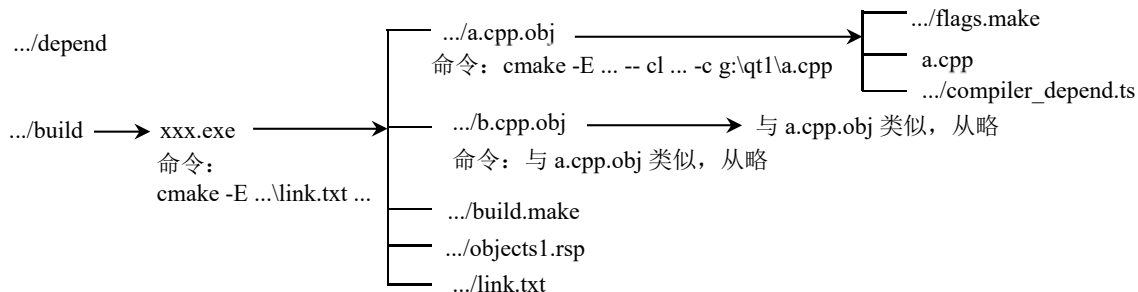 .../depend
.../build
xxx.exe
命令：
cmake -E ...\link.txt ...
.../a.cpp.obj
命令：cmake -E ... -- cl ... -c g:\qt1\a.cpp
.../flags.make
a.cpp
.../compiler_depend.ts
.../b.cpp.obj
与 a.cpp.obj 类似，从略
命令：与 a.cpp.obj 类似，从略
.../build.make
.../objects1.rsp
.../link.txt